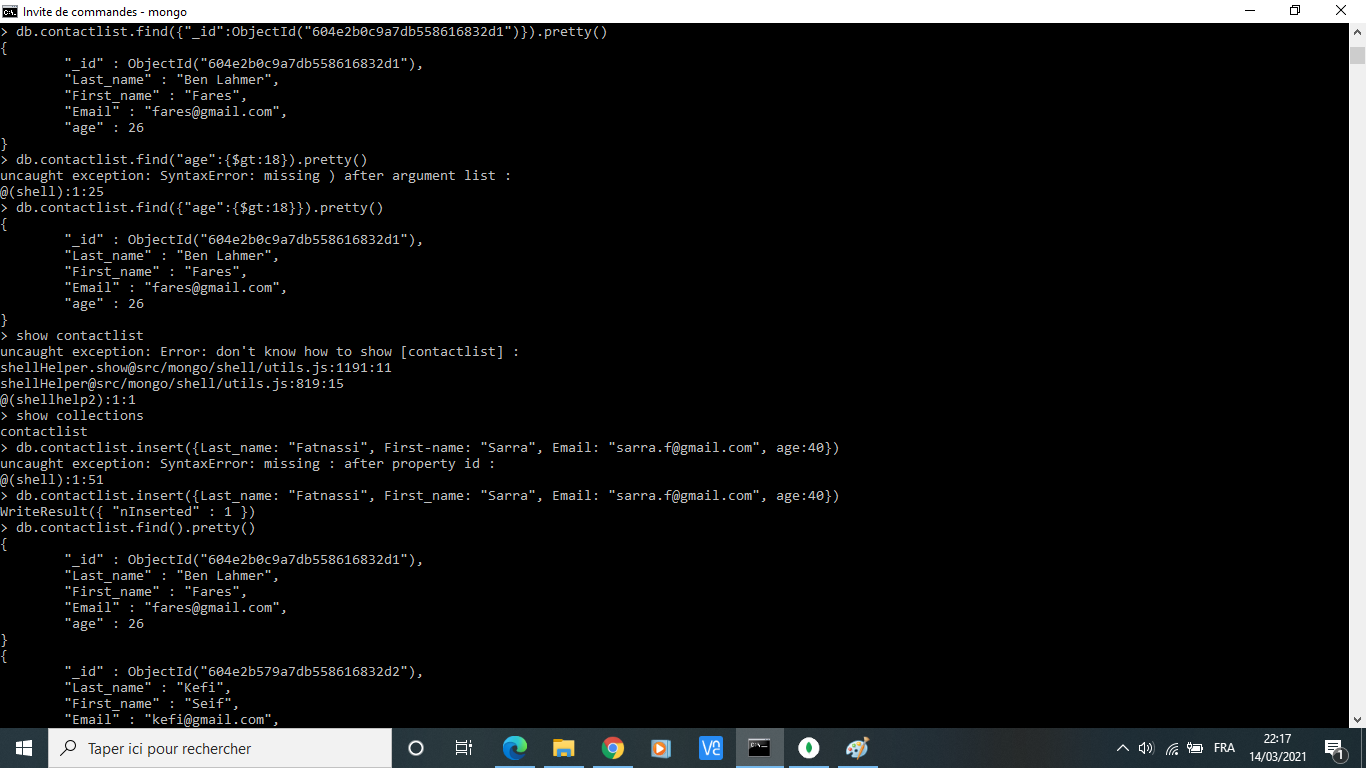 Invite de commandes - mongo
> db.contactlist.find({"_id":ObjectId("604e2b0c9a7db558616832d1")}).pretty()
{
        "_id" : ObjectId("604e2b0c9a7db558616832d1"),
        "Last_name" : "Ben Lahmer",
        "First_name" : "Fares",
        "Email" : "fares@gmail.com",
        "age" : 26
}
> db.contactlist.find("age":{$gt:18}).pretty()
uncaught exception: SyntaxError: missing ) after argument list :
@(shell):1:25
> db.contactlist.find({"age":{$gt:18}}).pretty()
{
        "_id" : ObjectId("604e2b0c9a7db558616832d1"),
        "Last_name" : "Ben Lahmer",
        "First_name" : "Fares",
        "Email" : "fares@gmail.com",
        "age" : 26
}
> show contactlist
uncaught exception: Error: don't know how to show [contactlist] :
shellHelper.show@src/mongo/shell/utils.js:1191:11
shellHelper@src/mongo/shell/utils.js:819:15
@(shellhelp2):1:1
> show collections
contactlist
> db.contactlist.insert({Last_name: "Fatnassi", First-name: "Sarra", Email: "sarra.f@gmail.com", age:40})
uncaught exception: SyntaxError: missing : after property id :
@(shell):1:51
> db.contactlist.insert({Last_name: "Fatnassi", First_name: "Sarra", Email: "sarra.f@gmail.com", age:40})
WriteResult({ "nInserted" : 1 })
> db.contactlist.find().pretty()
{
        "_id" : ObjectId("604e2b0c9a7db558616832d1"),
        "Last_name" : "Ben Lahmer",
        "First_name" : "Fares",
        "Email" : "fares@gmail.com",
        "age" : 26
}
{
        "_id" : ObjectId("604e2b579a7db558616832d2"),
        "Last_name" : "Kefi",
        "First_name" : "Seif",
        "Email" : "kefi@gmail.com",
Taper ici pour rechercher
FRA
22:17
14/03/2021
1